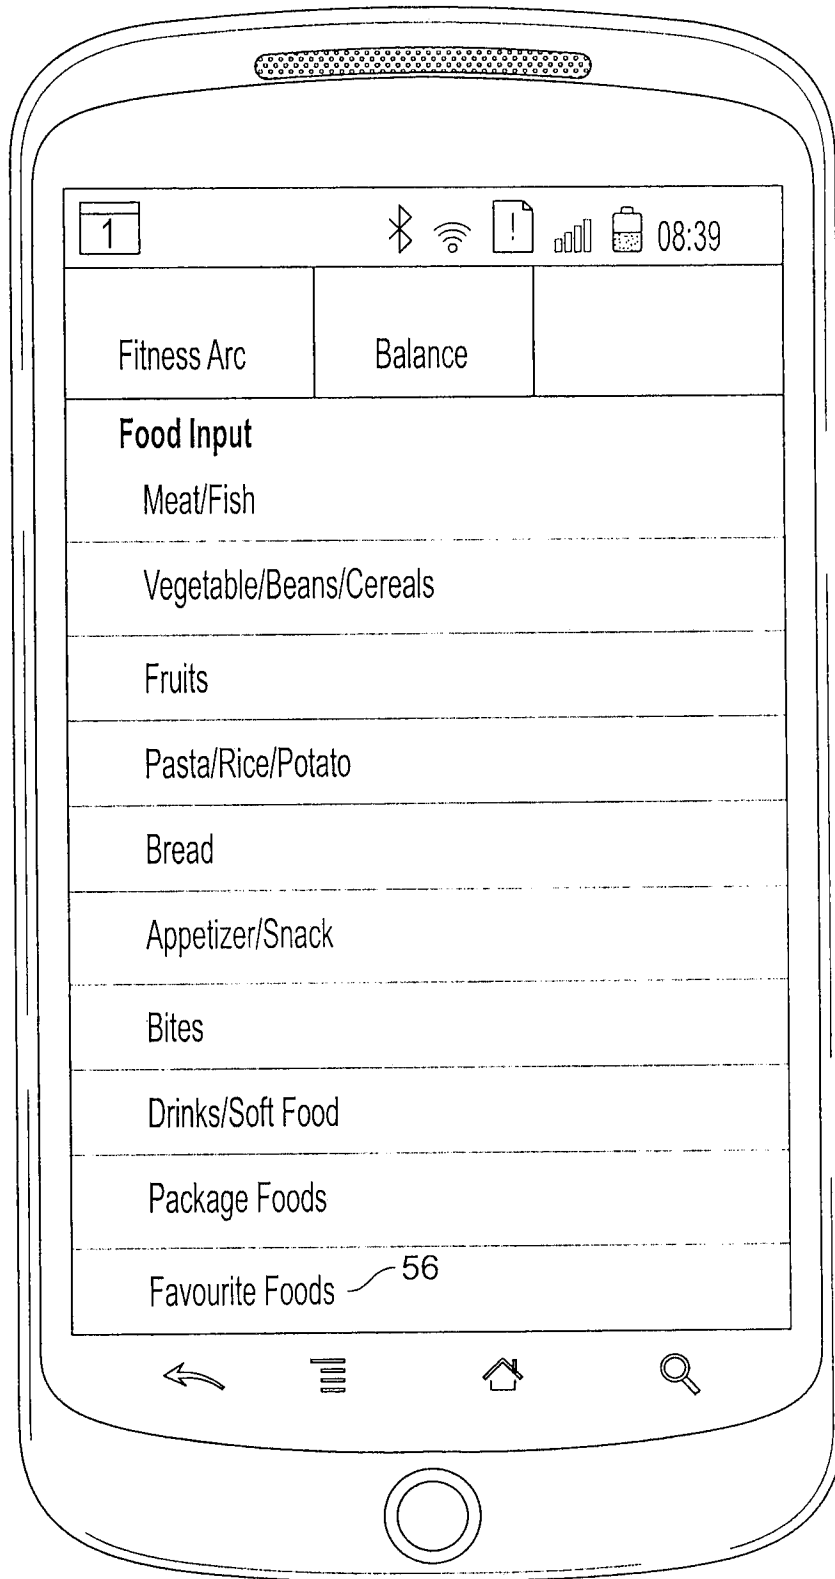 1 ! 08:39
Fitness Arc Balance
Food Input
Meat/Fish
Vegetable/Beans/Cereals
Fruits
Pasta/Rice/Potato
Bread
Appetizer/Snack
Bites
Drinks/Soft Food
Package Foods
Favourite Foods 56